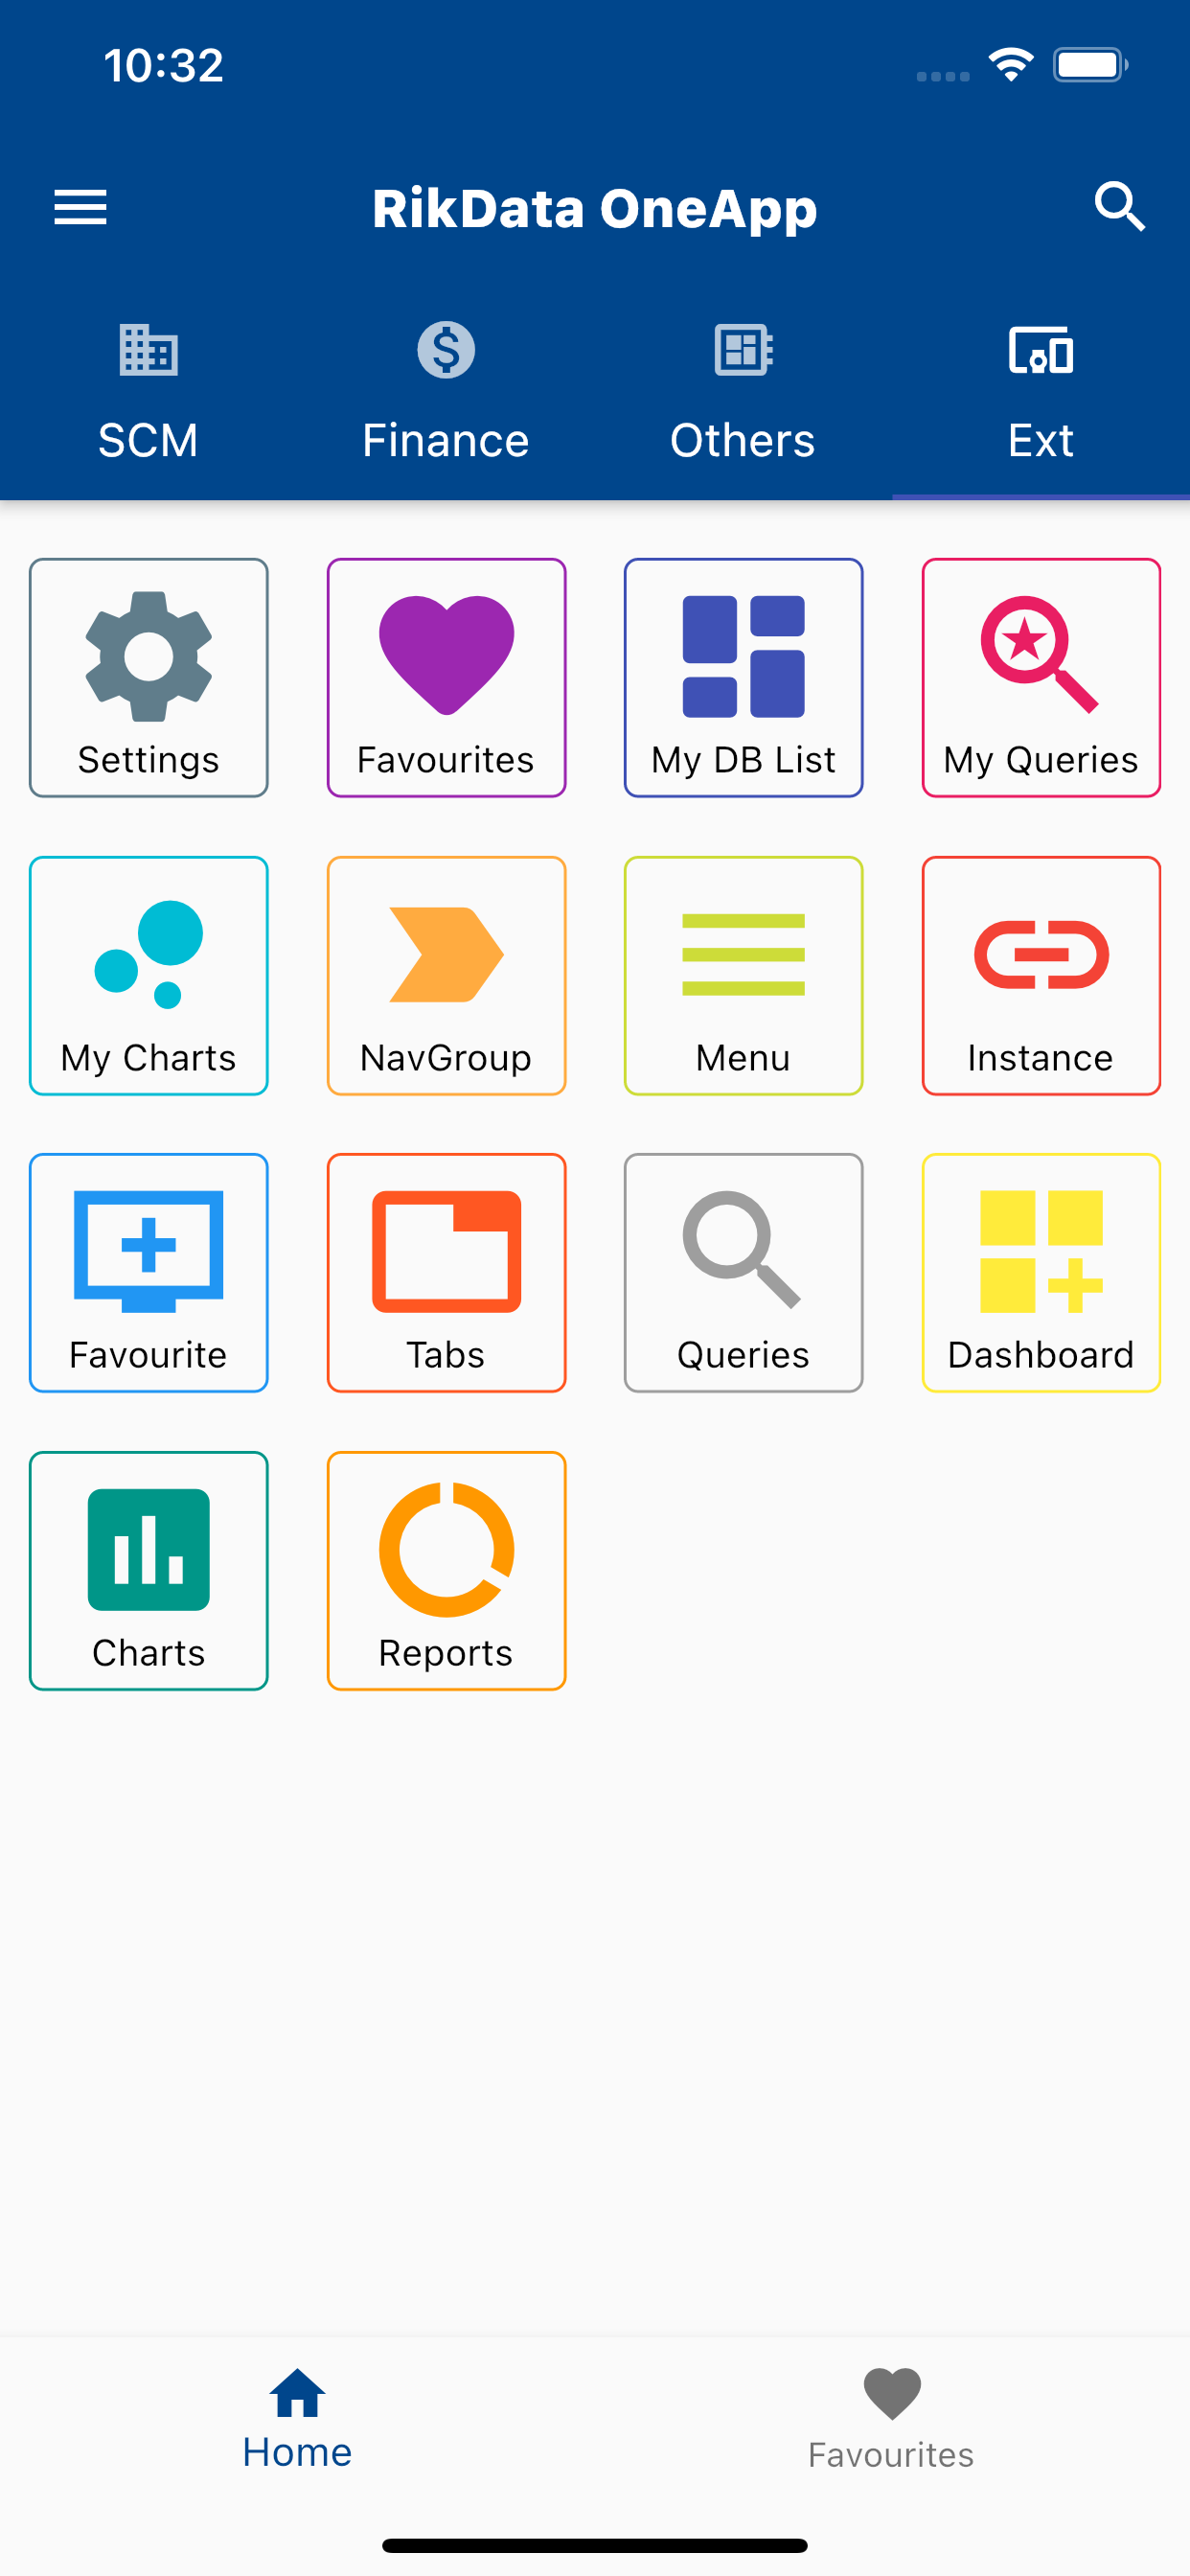 10:32
RikData OneApp
SCM Finance Others Ext
Settings Favourites My DB List My Queries
My Charts NavGroup Menu Instance
Favourite Tabs Queries Dashboard
Charts Reports
Home Favourites